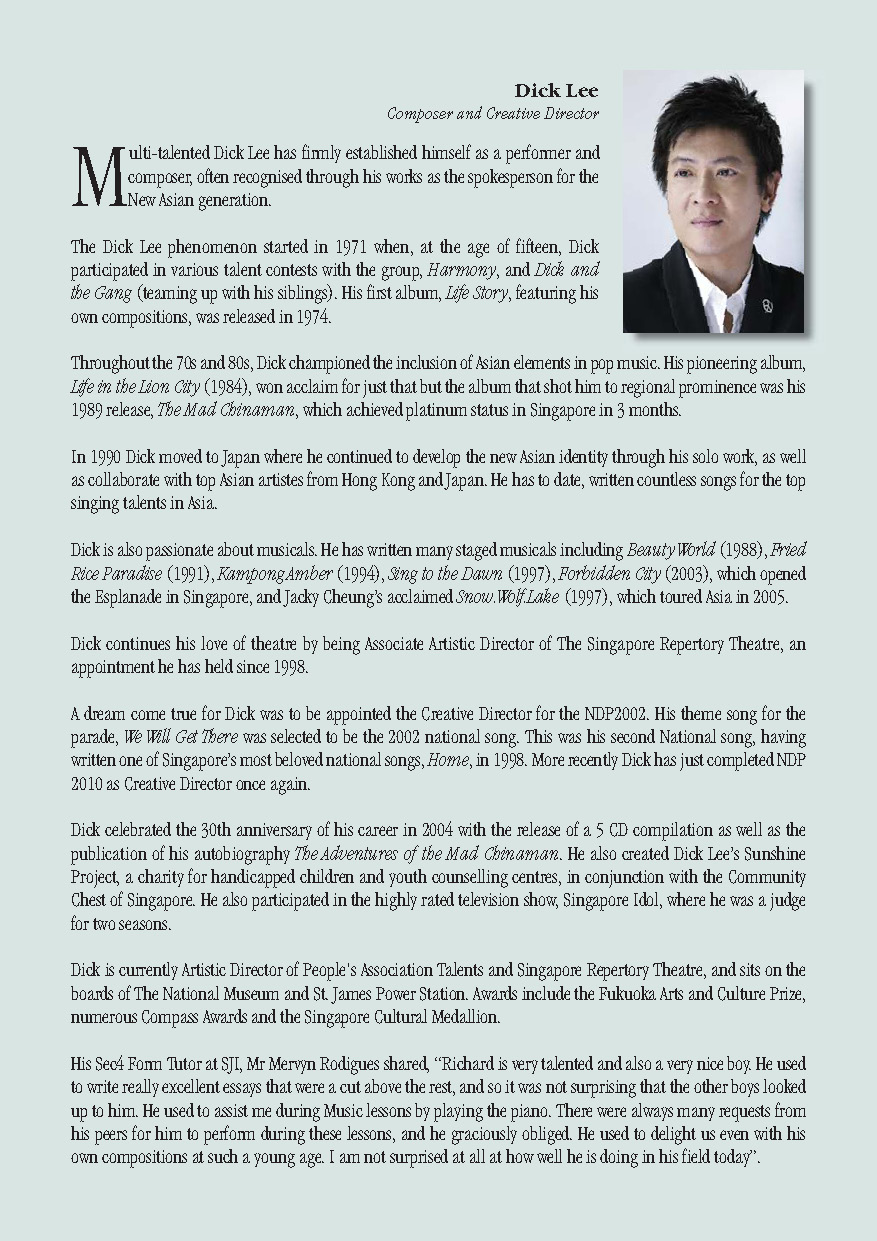 Dick Lee
Composer and Creative Director
Multi-talented Dick Lee has firmly established himself as a performer and
composer, often recognised through his works as the spokesperson for the
New Asian generation.
The Dick Lee phenomenon started in 1971 when, at the age of fifteen, Dick
participated in various talent contests with the group, Harmony, and Dick and
the Gang (teaming up with his siblings). His first album, Life Story, featuring his
own compositions, was released in 1974.
Throughout the 70s and 80s, Dick championed the inclusion of Asian elements in pop music. His pioneering album,
Life in the Lion City (1984), won acclaim for just that but the album that shot him to regional prominence was his
1989 release, The Mad Chinaman, which achieved platinum status in Singapore in 3 months.
In 1990 Dick moved to Japan where he continued to develop the new Asian identity through his solo work, as well
as collaborate with top Asian artistes from Hong Kong and Japan. He has to date, written countless songs for the top
singing talents in Asia.
Dick is also passionate about musicals. He has written many staged musicals including Beauty World (1988), Fried
Rice Paradise (1991), Kampong Amber (1994), Sing to the Dawn (1997), Forbidden City (2003), which opened
the Esplanade in Singapore, and Jacky Cheung's acclaimed Snow.Wolf.Lake (1997), which toured Asia in 2005.
Dick continues his love of theatre by being Associate Artistic Director of The Singapore Repertory Theatre, an
appointment he has held since 1998.
A dream come true for Dick was to be appointed the Creative Director for the NDP2002. His theme song for the
parade, We Will Get There was selected to be the 2002 national song. This was his second National song, having
written one of Singapore's most beloved national songs, Home, in 1998. More recently Dick has just completed NDP
2010 as Creative Director once again.
Dick celebrated the 30th anniversary of his career in 2004 with the release of a 5 CD compilation as well as the
publication of his autobiography The Adventures of the Mad Chinaman. He also created Dick Lee's Sunshine
Project, a charity for handicapped children and youth counselling centres, in conjunction with the Community
Chest of Singapore. He also participated in the highly rated television show, Singapore Idol, where he was a judge
for two seasons.
Dick is currently Artistic Director of People's Association Talents and Singapore Repertory Theatre, and sits on the
boards of The National Museum and St. James Power Station. Awards include the Fukuoka Arts and Culture Prize,
numerous Compass Awards and the Singapore Cultural Medallion.
His Sec4 Form Tutor at SJI, Mr Mervyn Rodigues shared, "Richard is very talented and also a very nice boy. He used
to write really excellent essays that were a cut above the rest, and so it was not surprising that the other boys looked
up to him. He used to assist me during Music lessons by playing the piano. There were always many requests from
his peers for him to perform during these lessons, and he graciously obliged. He used to delight us even with his
own compositions at such a young age. I am not surprised at all at how well he is doing in his field today".